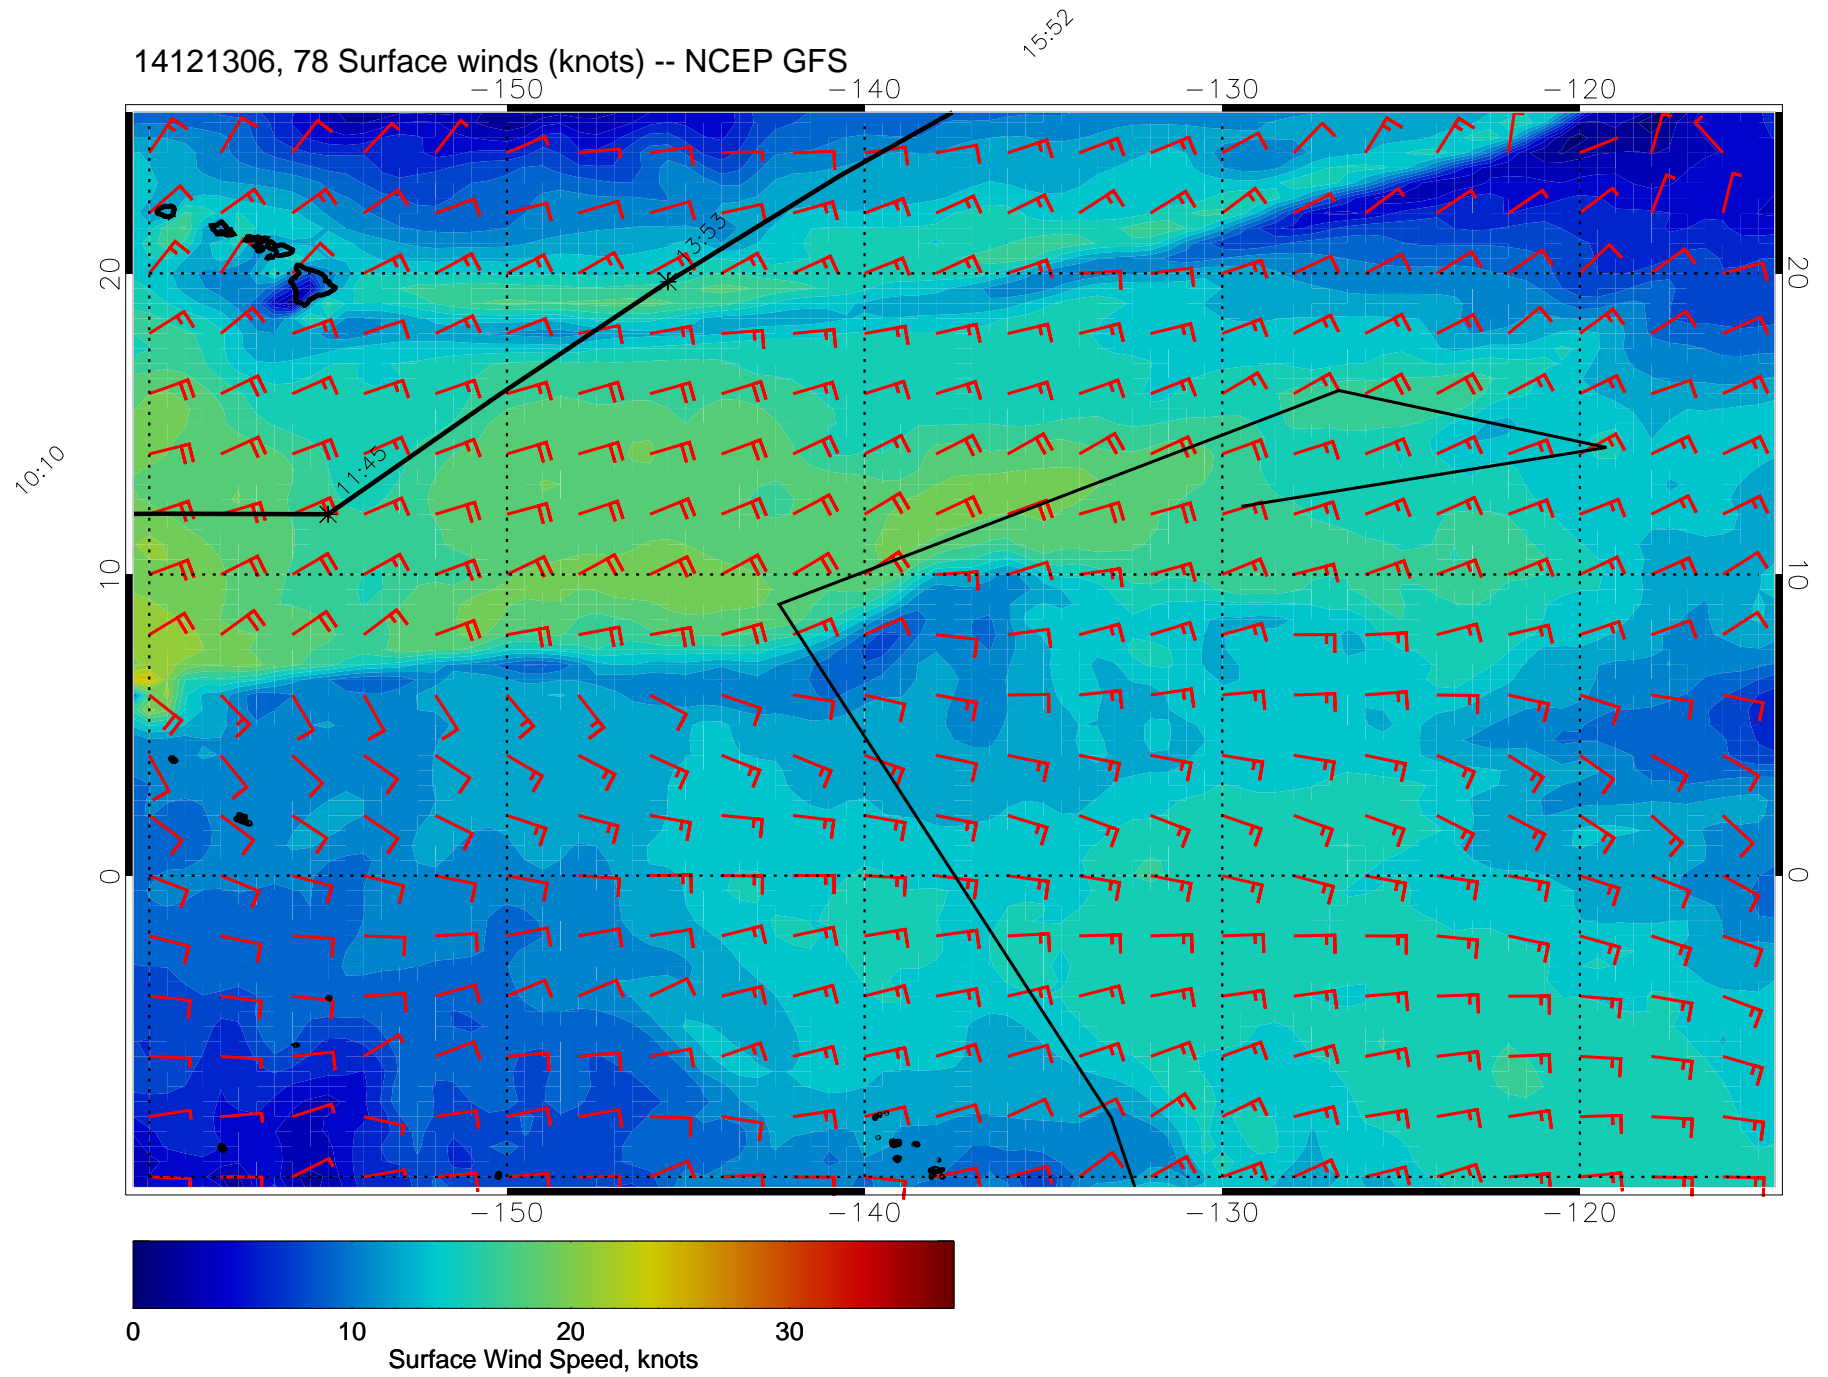 15:52
14121306, 78 Surface winds (knots) -- NCEP GFS
-150 -140 -130 -120
13:53
20 20
11:45
10:10
10 10
0 0
-150 -140 -130 -120
0 10 20 30
Surface Wind Speed, knots